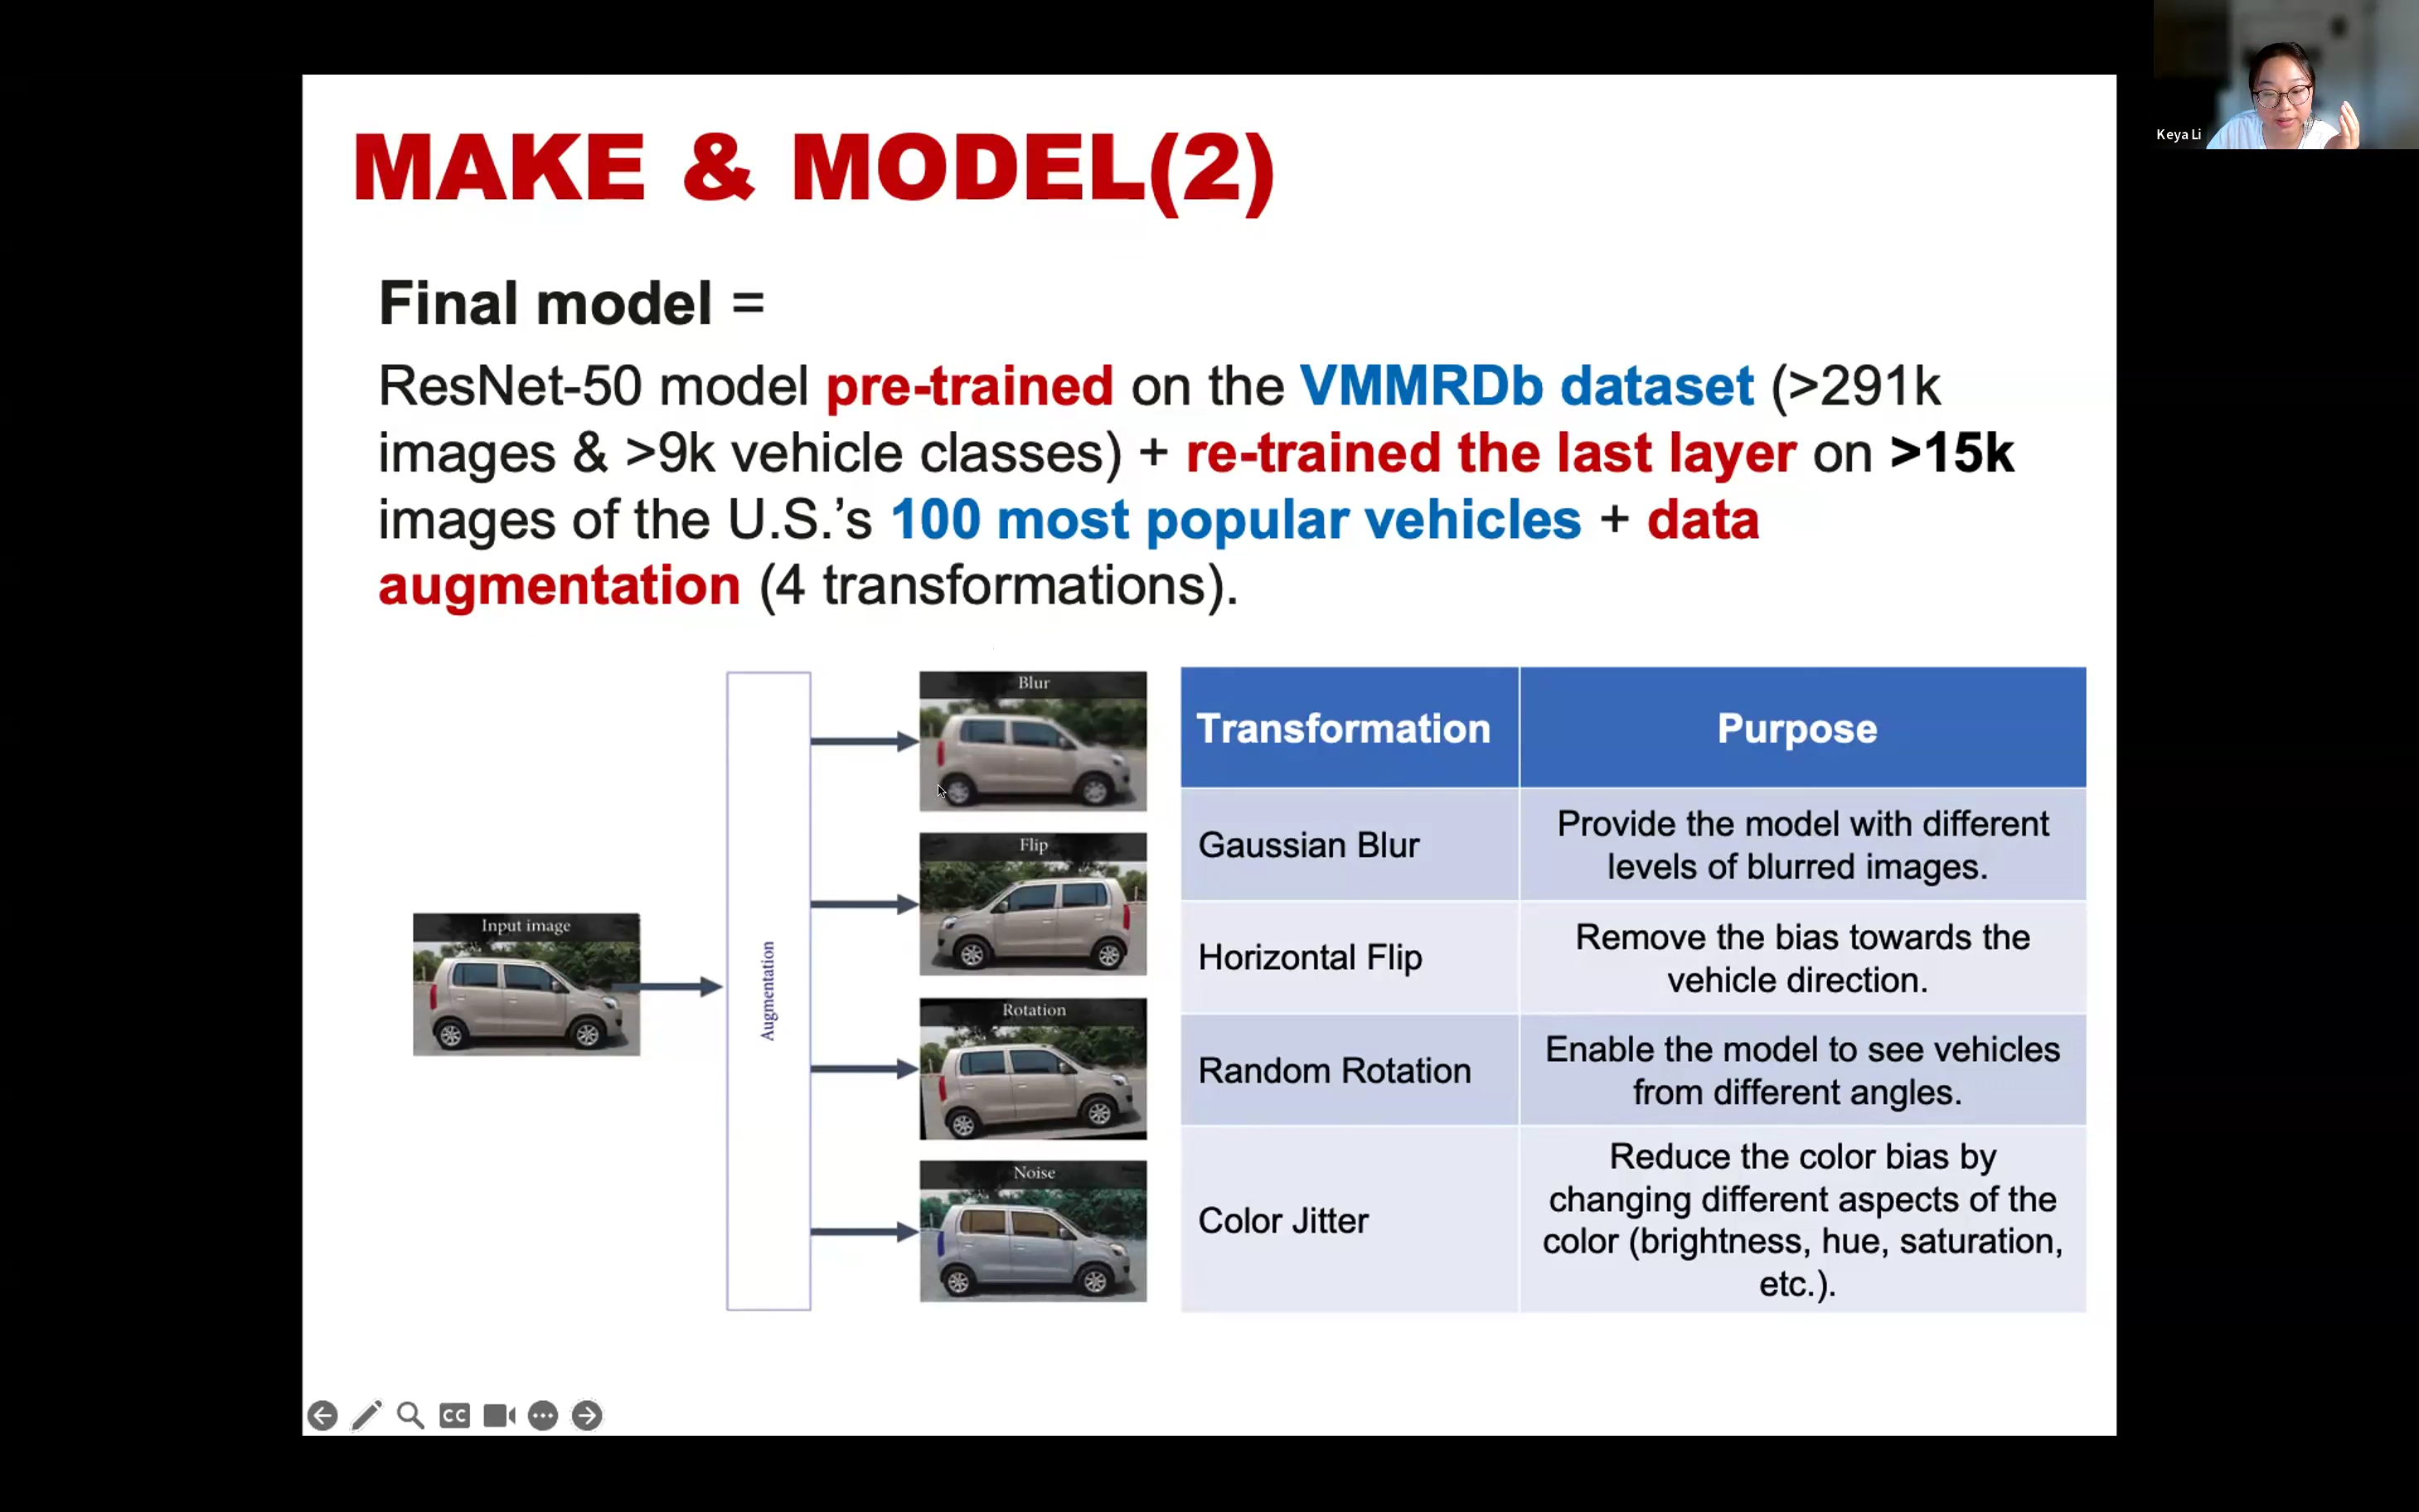 Keya Li
MAKE & MODEL(2)
Final model =
ResNet-50 model pre-trained on the VMMRDb dataset (>291k
images & >9k vehicle classes) + re-trained the last layer on >15k
images of the U.S.’s 100 most popular vehicles + data
augmentation (4 transformations).
Input image
Augmentation
Blur
Flip
Rotation
Noise
Transformation
Purpose
Gaussian Blur
Provide the model with different
levels of blurred images.
Horizontal Flip
Remove the bias towards the
vehicle direction.
Random Rotation
Enable the model to see vehicles
from different angles.
Color Jitter
Reduce the color bias by
changing different aspects of the
color (brightness, hue, saturation,
etc.).
CC